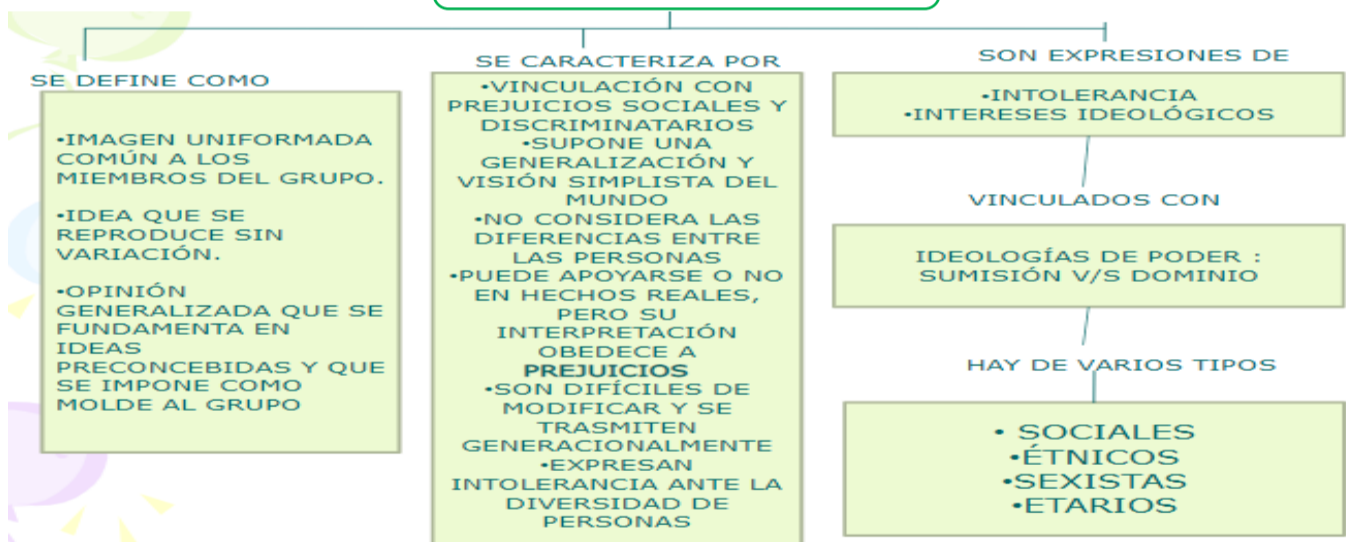 SE DEFINE COMO
•IMAGEN UNIFORMADA
COMÚN A LOS
MIEMBROS DEL GRUPO.
•IDEA QUE SE
REPRODUCE SIN
VARIACIÓN.
•OPINIÓN
GENERALIZADA QUE SE
FUNDAMENTA EN
IDEAS
PRECONCEBIDAS Y QUE
SE IMPONE COMO
MOLDE AL GRUPO
SE CARACTERIZA POR
•VINCULACIÓN CON
PREJUICIOS SOCIALES Y
DISCRIMINATARIOS
•SUPONE UNA
GENERALIZACIÓN Y
VISIÓN SIMPLISTA DEL
MUNDO
•NO CONSIDERA LAS
DIFERENCIAS ENTRE
LAS PERSONAS
•PUEDE APOYARSE O NO
EN HECHOS REALES,
PERO SU
INTERPRETACIÓN
OBEDECE A
PREJUICIOS
•SON DIFÍCILES DE
MODIFICAR Y SE
TRASMITEN
GENERACIONALMENTE
•EXPRESAN
INTOLERANCIA ANTE LA
DIVERSIDAD DE
PERSONAS
SON EXPRESIONES DE
•INTOLERANCIA
•INTERESES IDEOLÓGICOS
VINCULADOS CON
IDEOLOGÍAS DE PODER :
SUMISIÓN V/S DOMINIO
HAY DE VARIOS TIPOS
• SOCIALES
•ÉTNICOS
•SEXISTAS
•ETARIOS